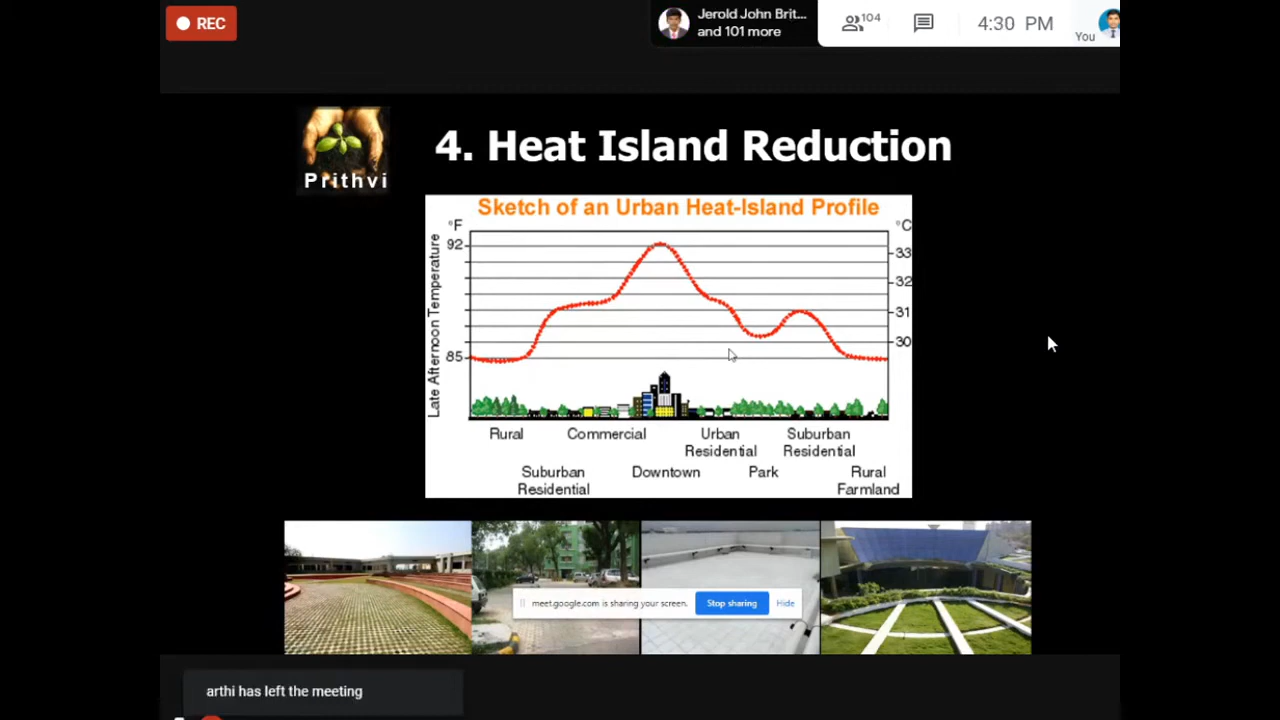 REC
Jerold John Brit...
and 101 more
104
4:30 PM
You
Prithvi
4. Heat Island Reduction
Sketch of an Urban Heat-Island Profile
°F
°C
92
85
33
32
31
30
Late Afternoon Temperature
Rural
Commercial
Urban
Residential
Suburban
Residential
Suburban
Residential
Downtown
Park
Rural
Farmland
meet.google.com is sharing your screen.
Stop sharing
Hide
arthi has left the meeting